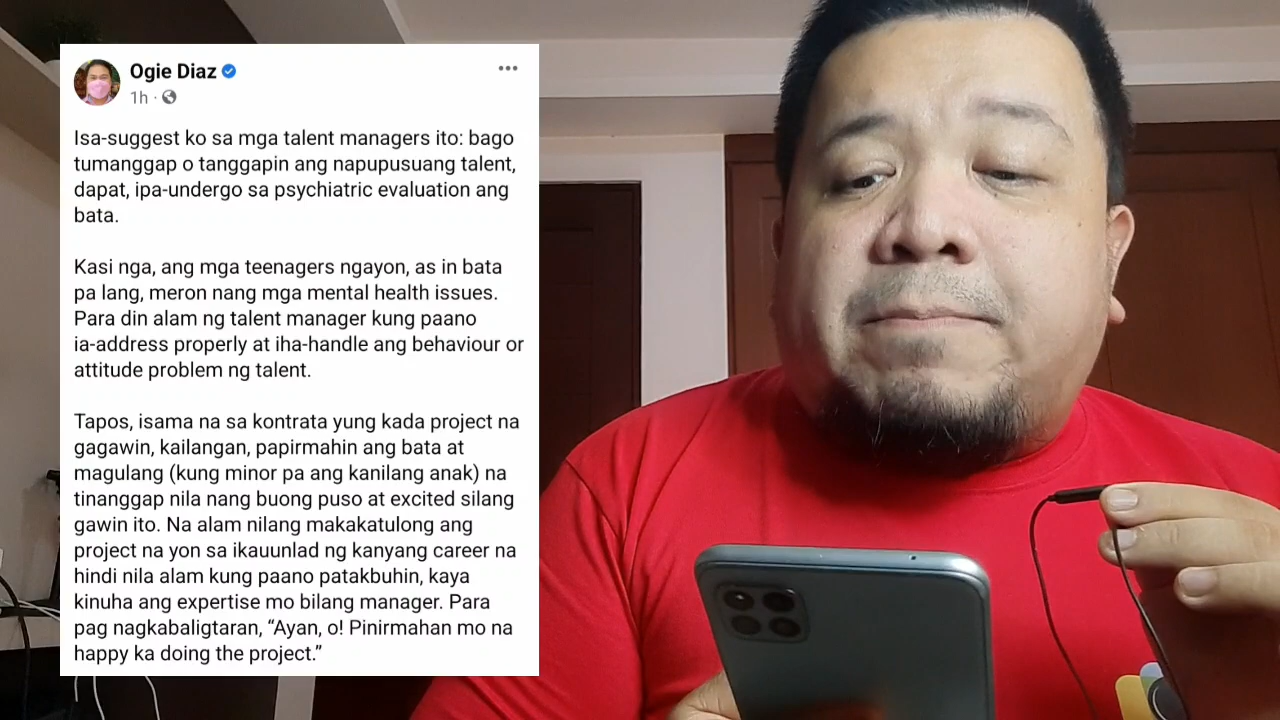 Ogie Diaz
1h
Isa-suggest ko sa mga talent managers ito: bago
tumanggap o tanggapin ang napupusuang talent,
dapat, ipa-undergo sa psychiatric evaluation ang
bata.
Kasi nga, ang mga teenagers ngayon, as in bata
pa lang, meron nang mga mental health issues.
Para din alam ng talent manager kung paano
ia-address properly at iha-handle ang behaviour or
attitude problem ng talent.
Tapos, isama na sa kontrata yung kada project na
gagawin, kailangan, papirmahin ang bata at
magulang (kung minor pa ang kanilang anak) na
tinanggap nila nang buong puso at excited silang
gawin ito. Na alam nilang makakatulong ang
project na yon sa ikauunlad ng kanyang career na
hindi nila alam kung paano patakbuhin, kaya
kinuha ang expertise mo bilang manager. Para
pag nagkabaligtaran, “Ayan, o! Pinirmahan mo na
happy ka doing the project.”